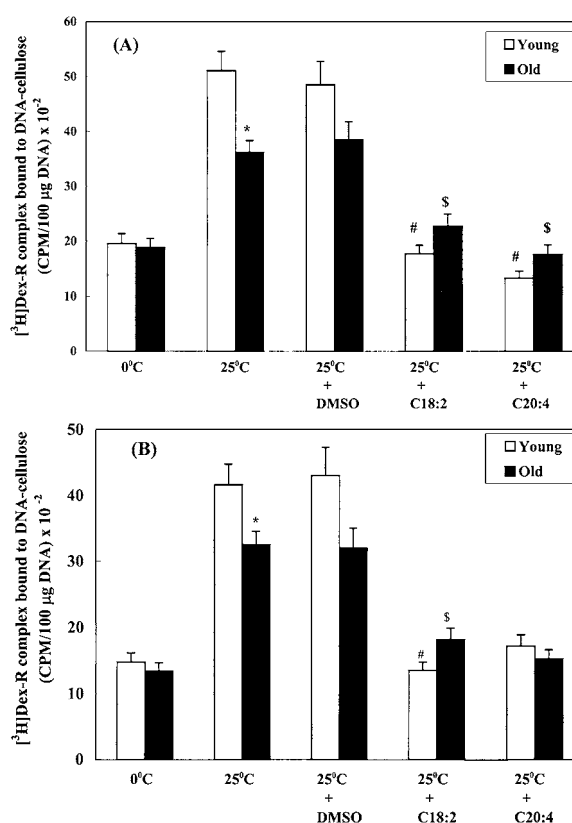 (A)
Young
Old
[³H]Dex-R complex bound to DNA-cellulose
(CPM/100 µg DNA) x 10⁻²
60
50
40
30
20
10
0
*
#
$
#
$
0⁰C
25⁰C
25⁰C
+
DMSO
25⁰C
+
C18:2
25⁰C
+
C20:4
(B)
Young
Old
[³H]Dex-R complex bound to DNA-cellulose
(CPM/100 µg DNA) x 10⁻²
50
40
30
20
10
0
*
#
$
0⁰C
25⁰C
25⁰C
+
DMSO
25⁰C
+
C18:2
25⁰C
+
C20:4